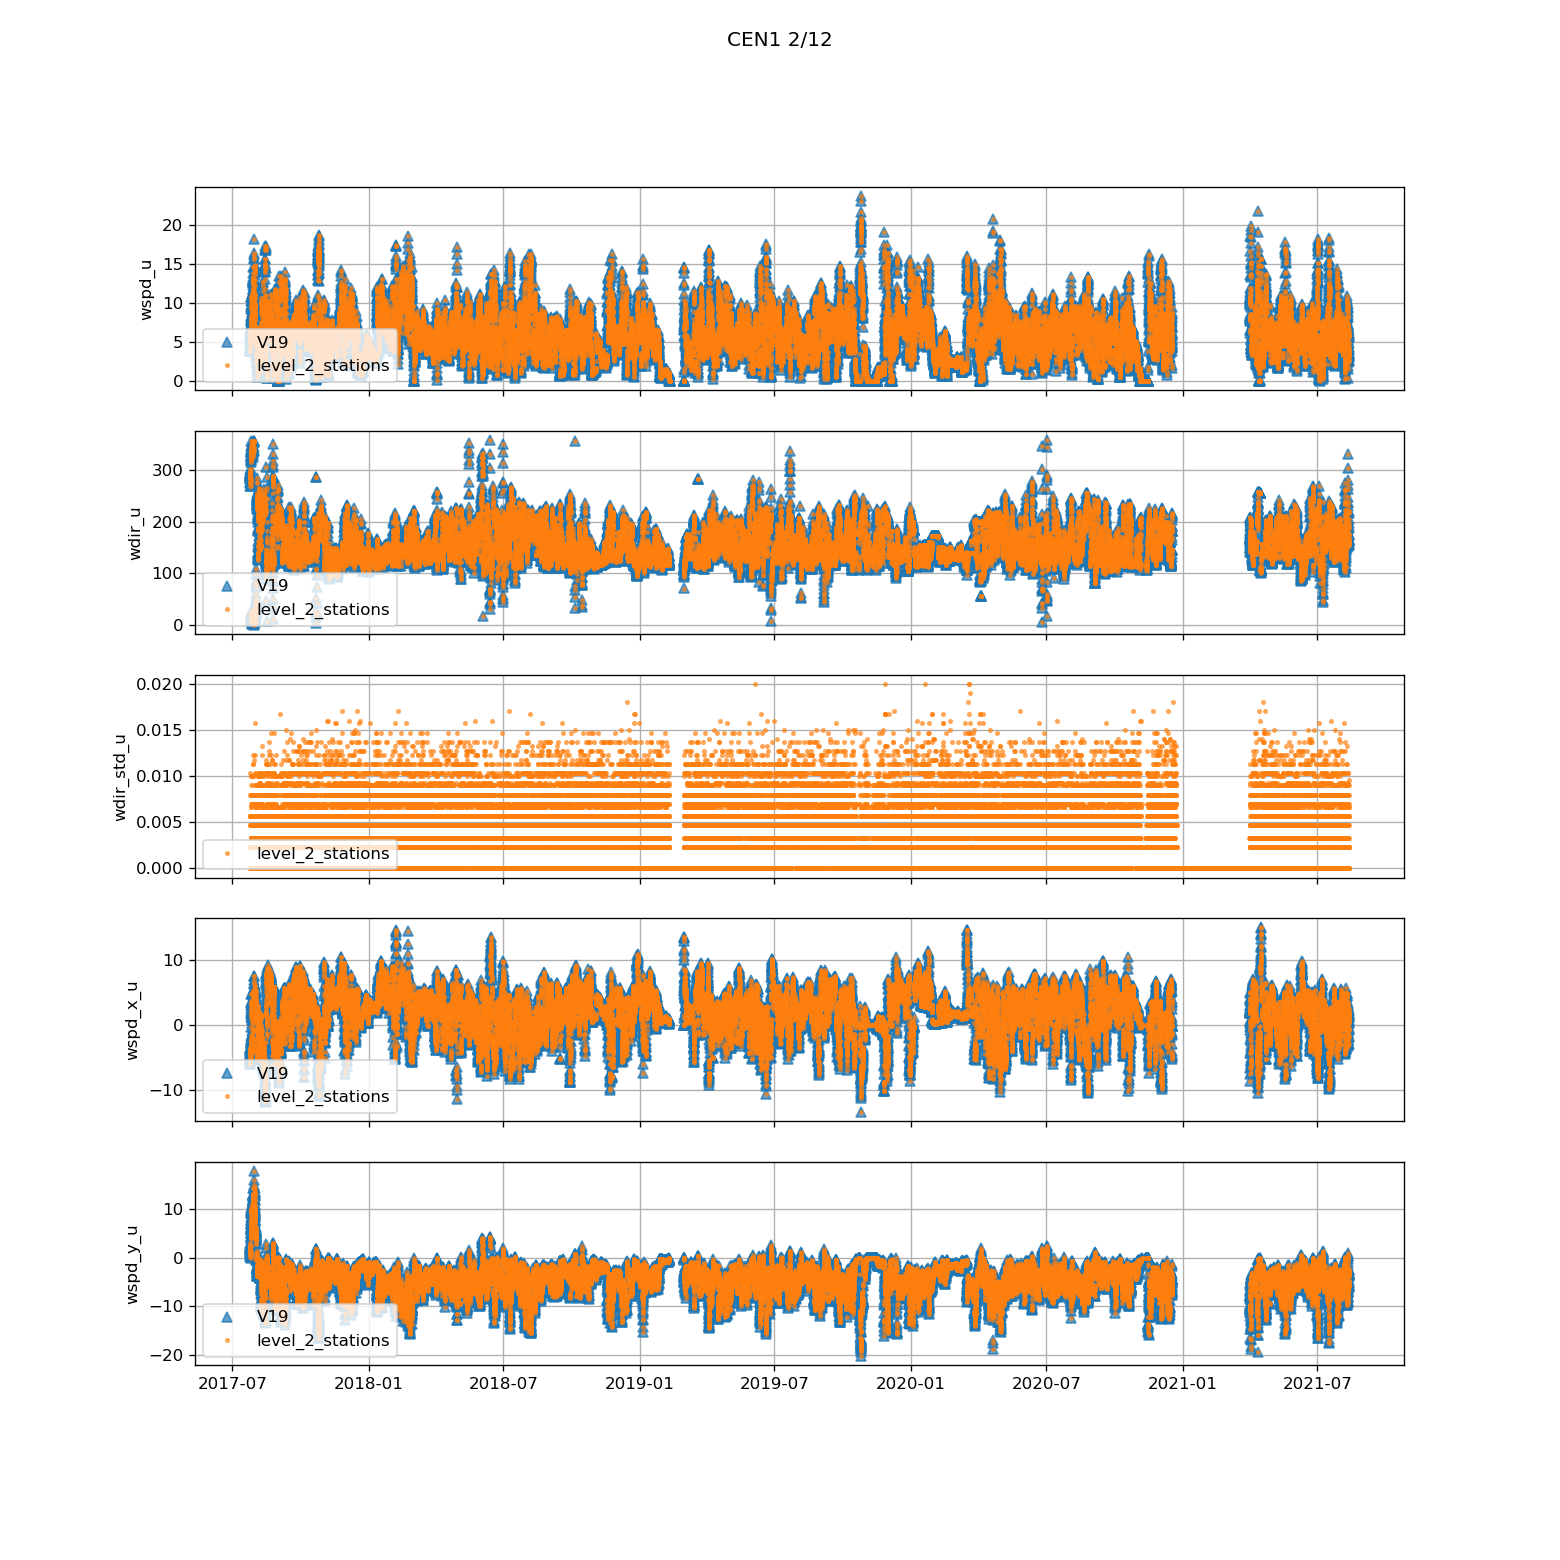 CEN1 2/12
20
15
10
5
0
wspd_u
V19
level_2_stations
300
200
100
0
wdir_u
V19
level_2_stations
0.020
0.015
0.010
0.005
0.000
wdir_std_u
level_2_stations
10
0
−10
wspd_x_u
V19
level_2_stations
10
0
−10
−20
wspd_y_u
V19
level_2_stations
2017-07 2018-01 2018-07 2019-01 2019-07 2020-01 2020-07 2021-01 2021-07